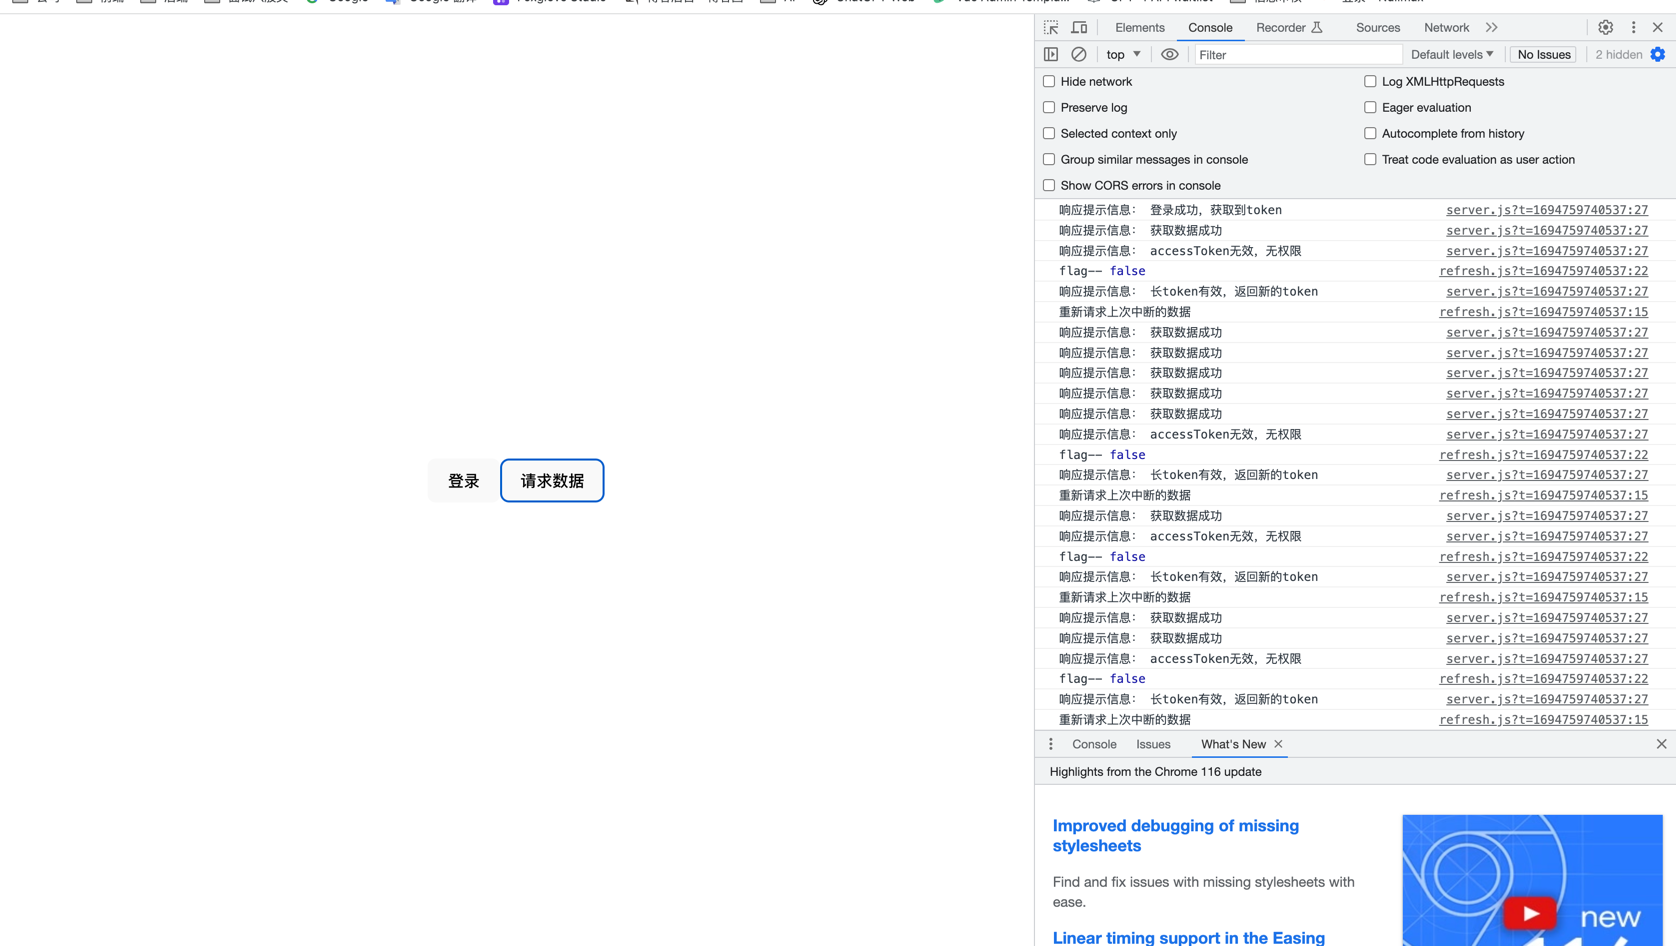 Elements Console Recorder Sources Network
top Filter Default levels No Issues 2 hidden
Hide network Log XMLHttpRequests
Preserve log Eager evaluation
Selected context only Autocomplete from history
Group similar messages in console Treat code evaluation as user action
Show CORS errors in console
响应提示信息： 登录成功，获取到token server.js?t=1694759740537:27
响应提示信息： 获取数据成功 server.js?t=1694759740537:27
响应提示信息： accessToken无效，无权限 server.js?t=1694759740537:27
flag-- false refresh.js?t=1694759740537:22
响应提示信息： 长token有效，返回新的token server.js?t=1694759740537:27
重新请求上次中断的数据 refresh.js?t=1694759740537:15
响应提示信息： 获取数据成功 server.js?t=1694759740537:27
响应提示信息： 获取数据成功 server.js?t=1694759740537:27
响应提示信息： 获取数据成功 server.js?t=1694759740537:27
响应提示信息： 获取数据成功 server.js?t=1694759740537:27
响应提示信息： 获取数据成功 server.js?t=1694759740537:27
响应提示信息： accessToken无效，无权限 server.js?t=1694759740537:27
flag-- false refresh.js?t=1694759740537:22
响应提示信息： 长token有效，返回新的token server.js?t=1694759740537:27
登录 请求数据
重新请求上次中断的数据 refresh.js?t=1694759740537:15
响应提示信息： 获取数据成功 server.js?t=1694759740537:27
响应提示信息： accessToken无效，无权限 server.js?t=1694759740537:27
flag-- false refresh.js?t=1694759740537:22
响应提示信息： 长token有效，返回新的token server.js?t=1694759740537:27
重新请求上次中断的数据 refresh.js?t=1694759740537:15
响应提示信息： 获取数据成功 server.js?t=1694759740537:27
响应提示信息： 获取数据成功 server.js?t=1694759740537:27
响应提示信息： accessToken无效，无权限 server.js?t=1694759740537:27
flag-- false refresh.js?t=1694759740537:22
响应提示信息： 长token有效，返回新的token server.js?t=1694759740537:27
重新请求上次中断的数据 refresh.js?t=1694759740537:15
Console Issues What's New
Highlights from the Chrome 116 update
Improved debugging of missing
stylesheets
Find and fix issues with missing stylesheets with
ease.
new
Linear timing support in the Easing